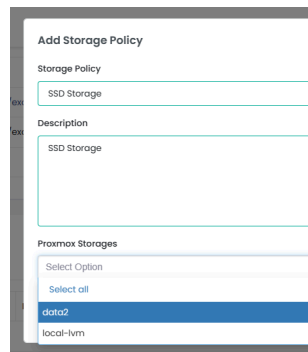 Add Storage Policy
Storage Policy
SSD Storage
Description
SSD Storage
Proxmox Storages
Select Option
Select all
data2
local-lvm